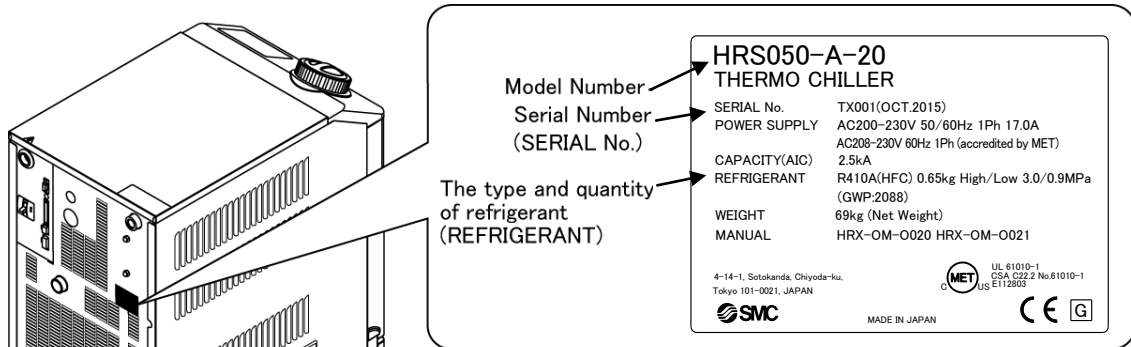 Model Number
Serial Number
(SERIAL No.)
The type and quantity
of refrigerant
(REFRIGERANT)
HRS050-A-20
THERMO CHILLER
SERIAL No. TX001(OCT.2015)
POWER SUPPLY AC200-230V 50/60Hz 1Ph 17.0A
AC208-230V 60Hz 1Ph (accredited by MET)
CAPACITY(AIC) 2.5kA
REFRIGERANT R410A(HFC) 0.65kg High/Low 3.0/0.9MPa
(GWP:2088)
WEIGHT 69kg (Net Weight)
MANUAL HRX-OM-O020 HRX-OM-O021
4-14-1, Sotokanda, Chiyoda-ku,
Tokyo 101-0021, JAPAN
C MET US
UL 61010-1
CSA C22.2 No.61010-1
E112803
SMC
MADE IN JAPAN
CE G